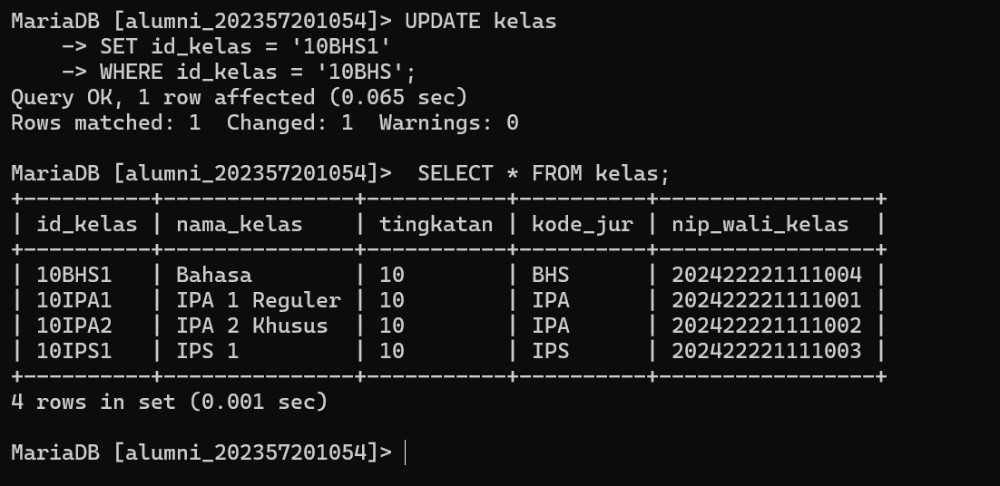 MariaDB [alumni_202357201054]> UPDATE kelas
    -> SET id_kelas = '10BHS1'
    -> WHERE id_kelas = '10BHS';
Query OK, 1 row affected (0.065 sec)
Rows matched: 1  Changed: 1  Warnings: 0

MariaDB [alumni_202357201054]>  SELECT * FROM kelas;
+----------+---------------+-----------+----------+-----------------+
| id_kelas | nama_kelas    | tingkatan | kode_jur | nip_wali_kelas  |
+----------+---------------+-----------+----------+-----------------+
| 10BHS1   | Bahasa        | 10        | BHS      | 202422221111004 |
| 10IPA1   | IPA 1 Reguler | 10        | IPA      | 202422221111001 |
| 10IPA2   | IPA 2 Khusus  | 10        | IPA      | 202422221111002 |
| 10IPS1   | IPS 1         | 10        | IPS      | 202422221111003 |
+----------+---------------+-----------+----------+-----------------+
4 rows in set (0.001 sec)

MariaDB [alumni_202357201054]>